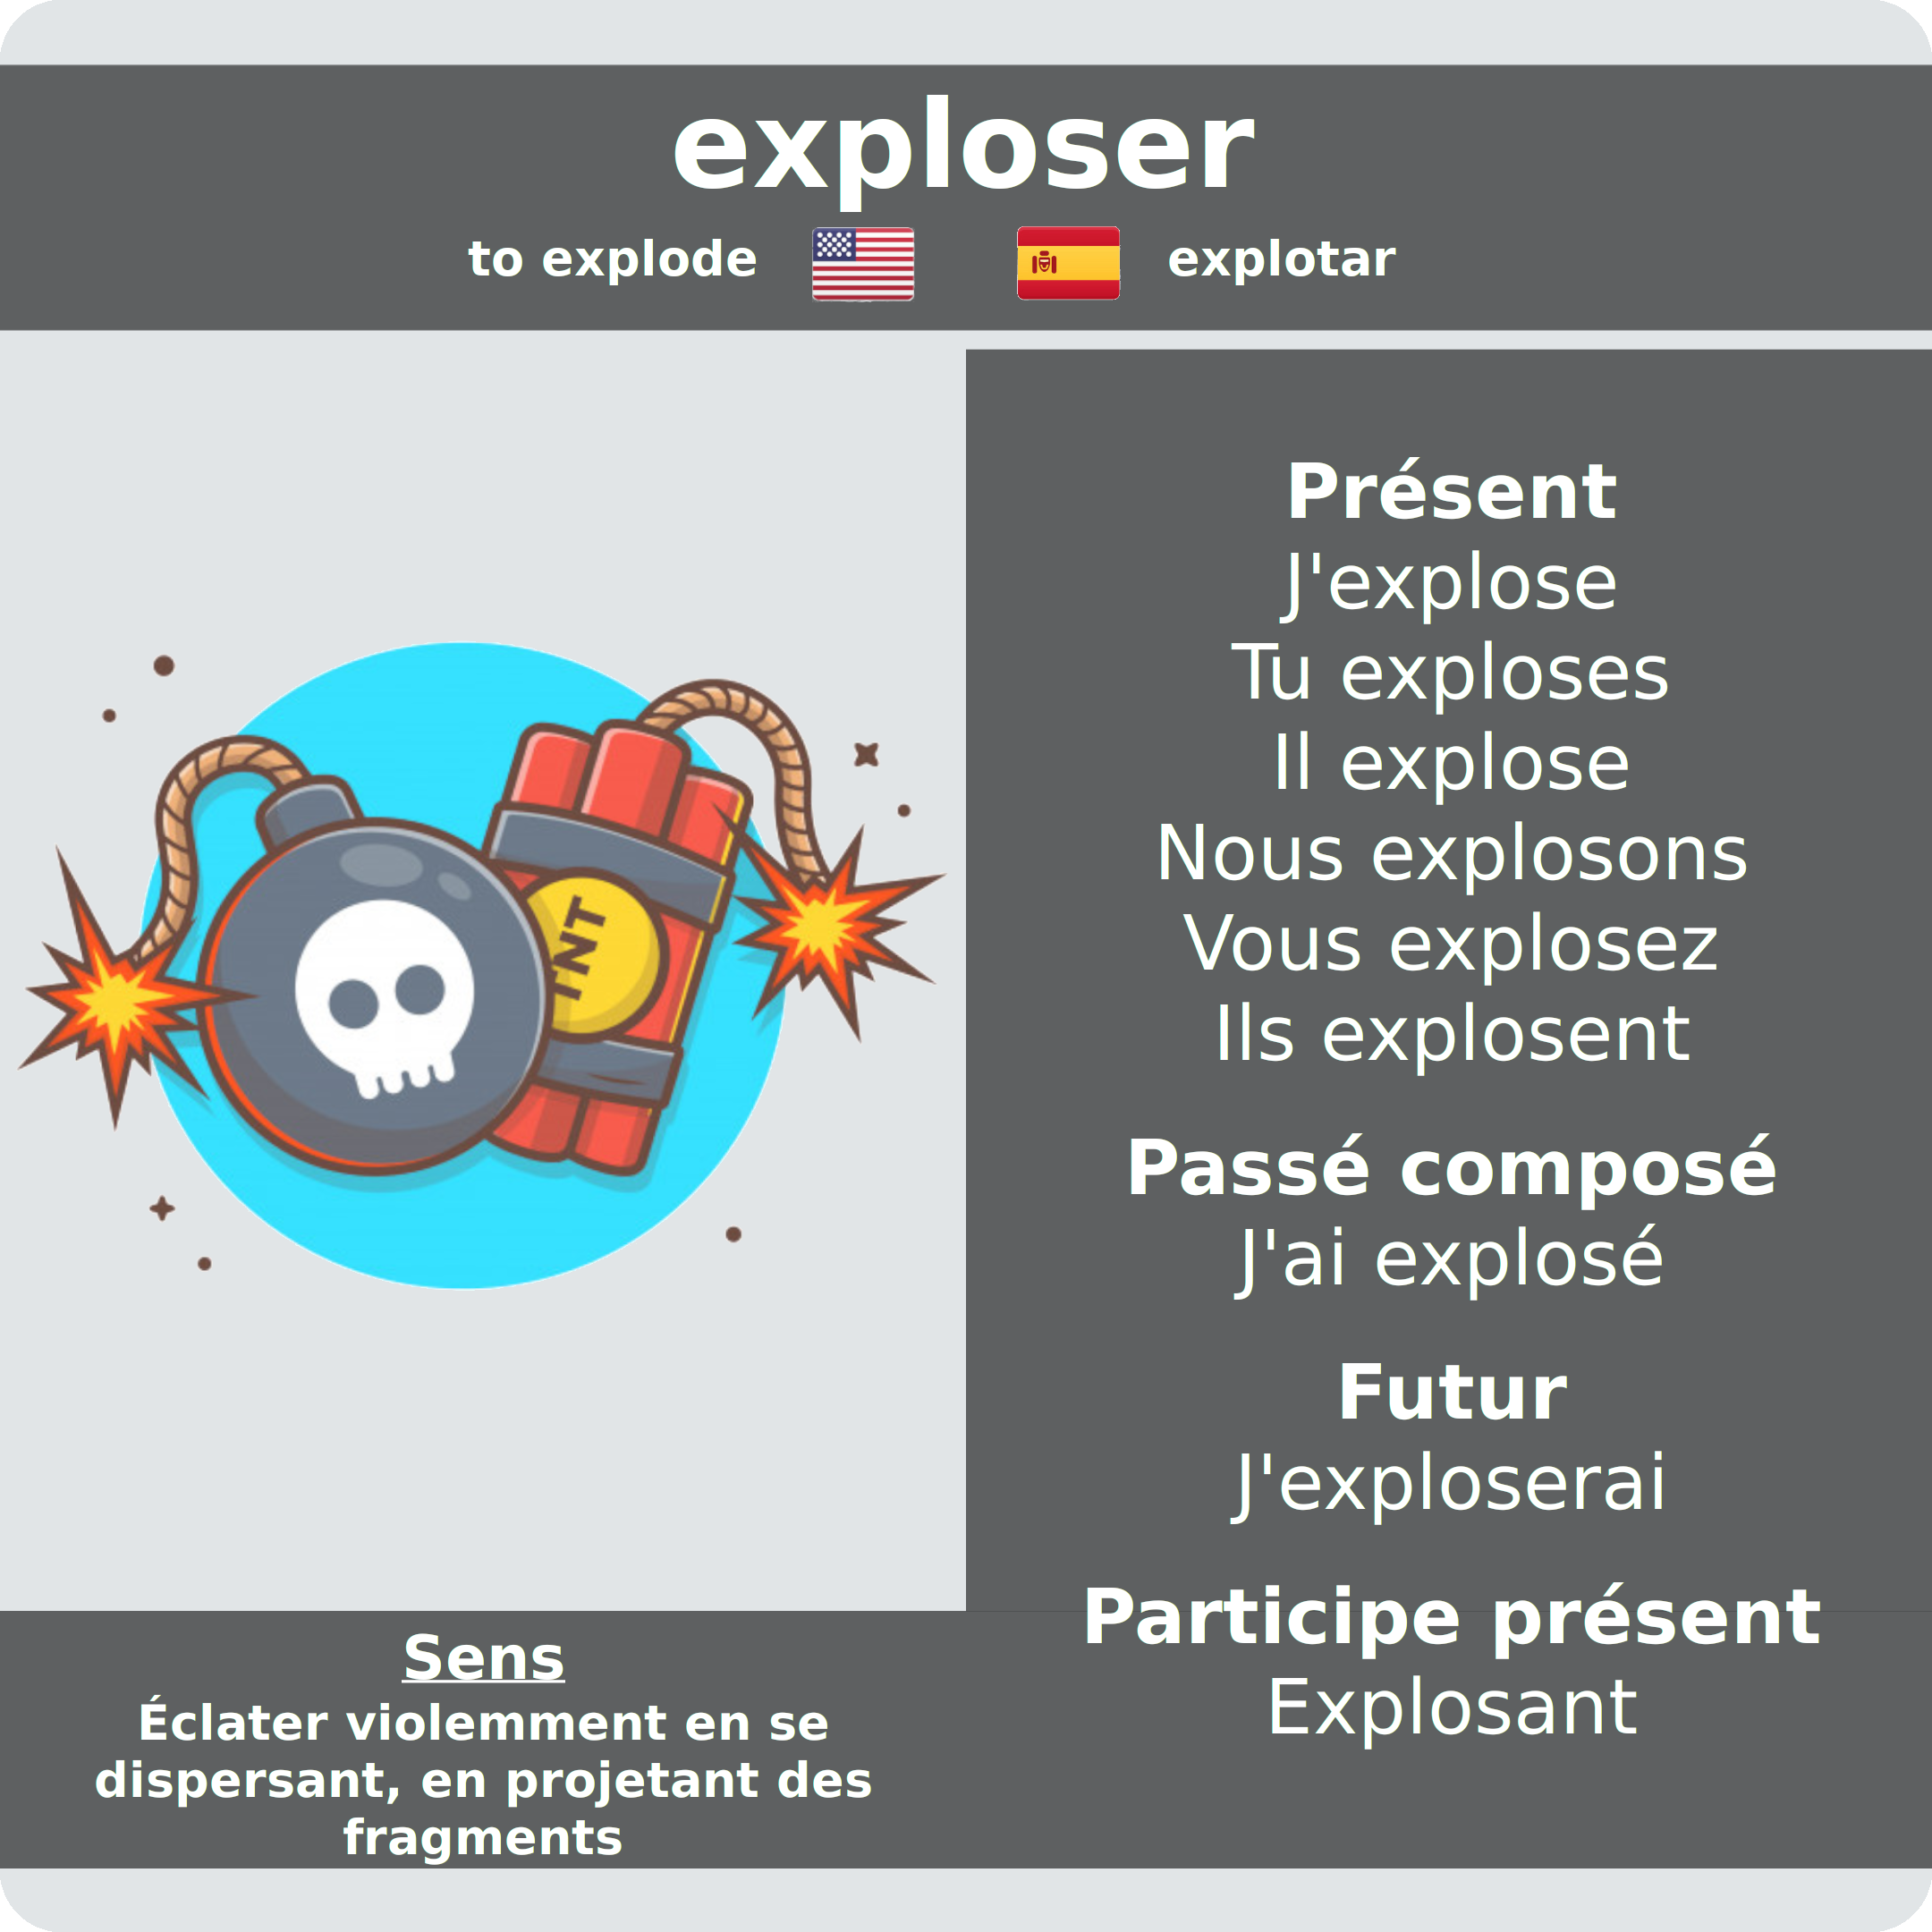 exploser
to explode
explotar
TNT
Présent
J'explose
Tu exploses
Il explose
Nous explosons
Vous explosez
Ils explosent
Passé composé
J'ai explosé
Futur
J'exploserai
Participe présent
Explosant
Sens
Éclater violemment en se
dispersant, en projetant des
fragments